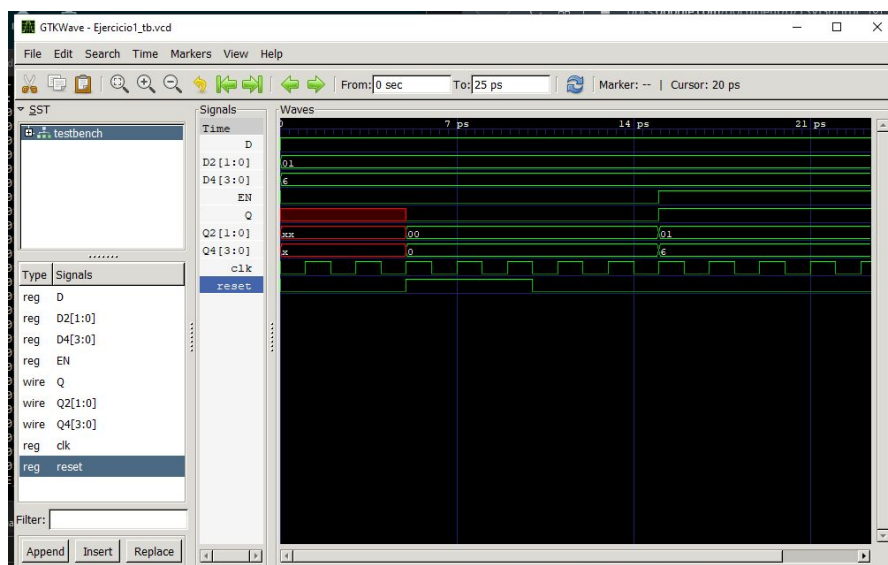 GTKWave - Ejercicio1_tb.vcd
File Edit Search Time Markers View Help
From: 0 sec To: 25 ps Marker: -- | Cursor: 20 ps
SST
testbench
Type Signals
reg D
reg D2[1:0]
reg D4[3:0]
reg EN
wire Q
wire Q2[1:0]
wire Q4[3:0]
reg clk
reg reset
Filter:
Append Insert Replace
Signals
Time
D
D2[1:0]
D4[3:0]
EN
Q
Q2[1:0]
Q4[3:0]
clk
reset
Waves
7 ps 14 ps 21 ps
01
6
xx 00 01
x 0 6